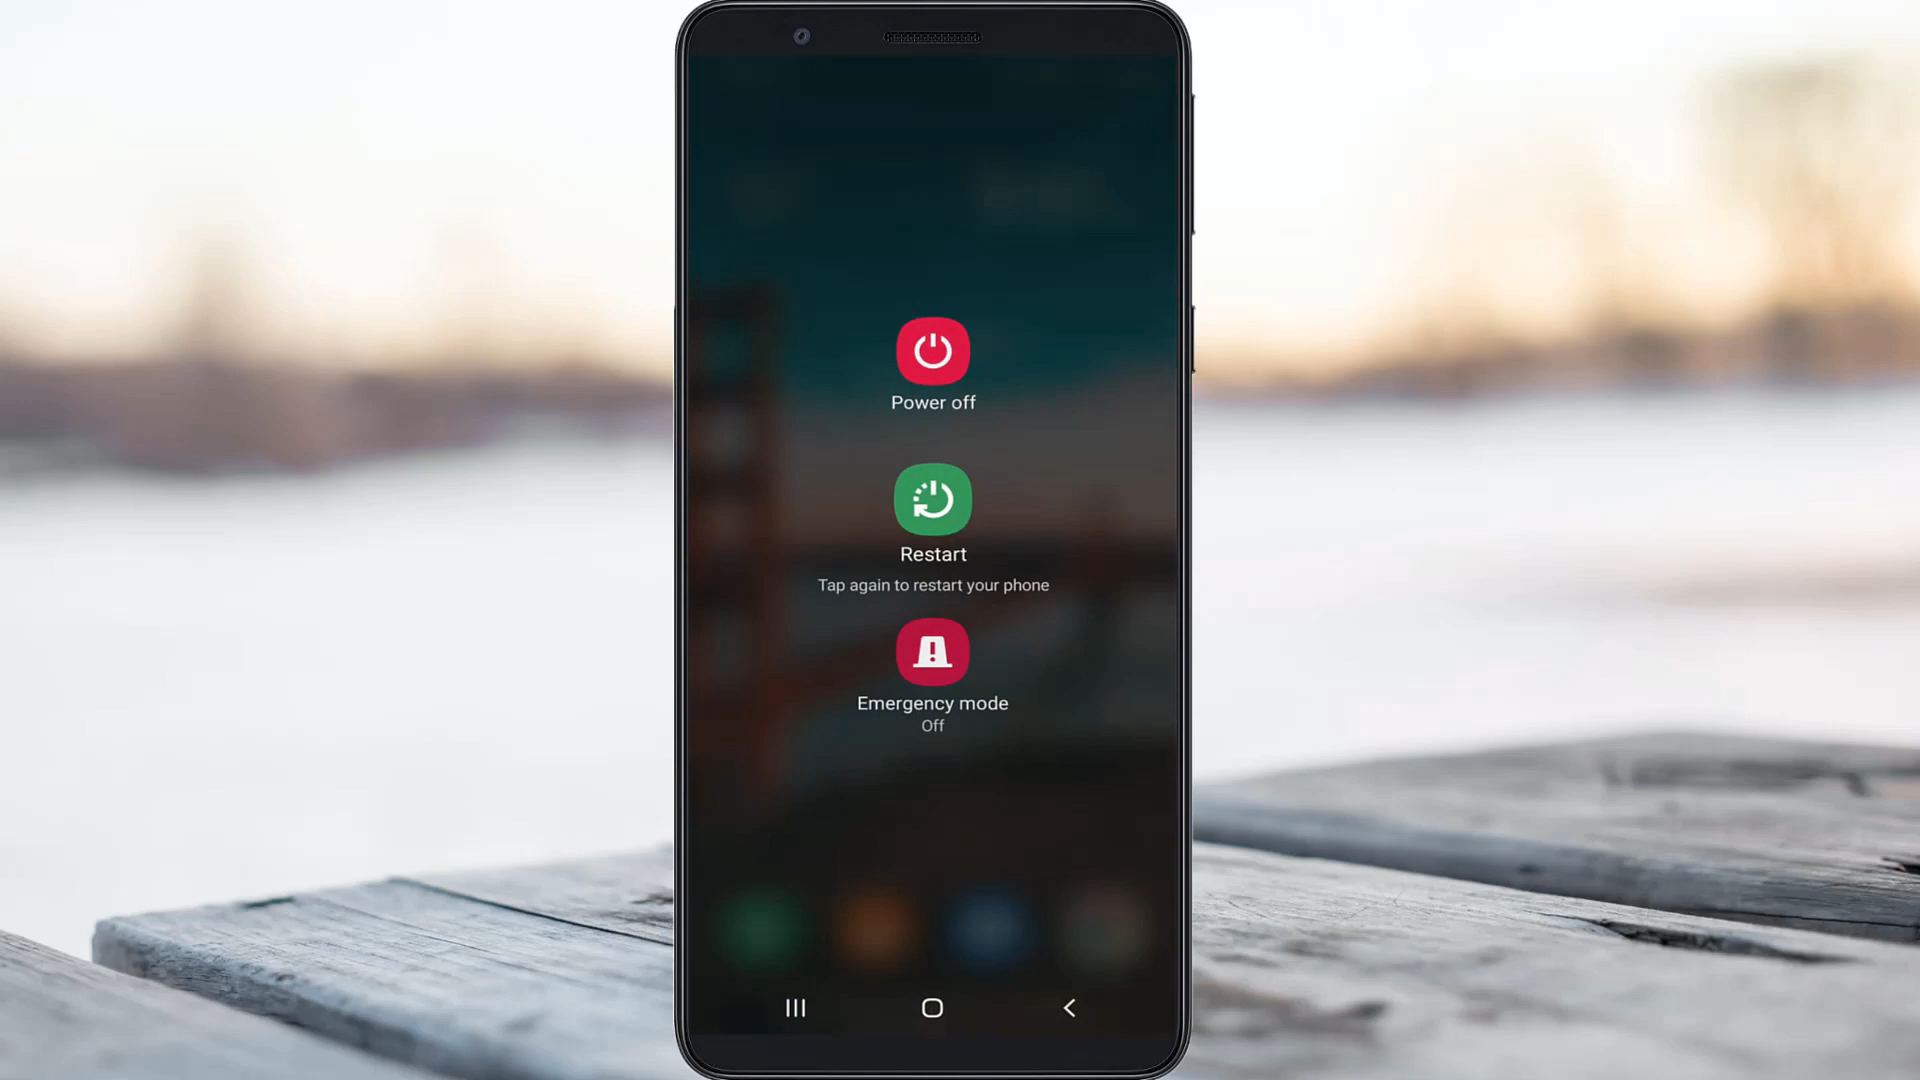 Power off
Restart
Tap again to restart your phone
Emergency mode
Off